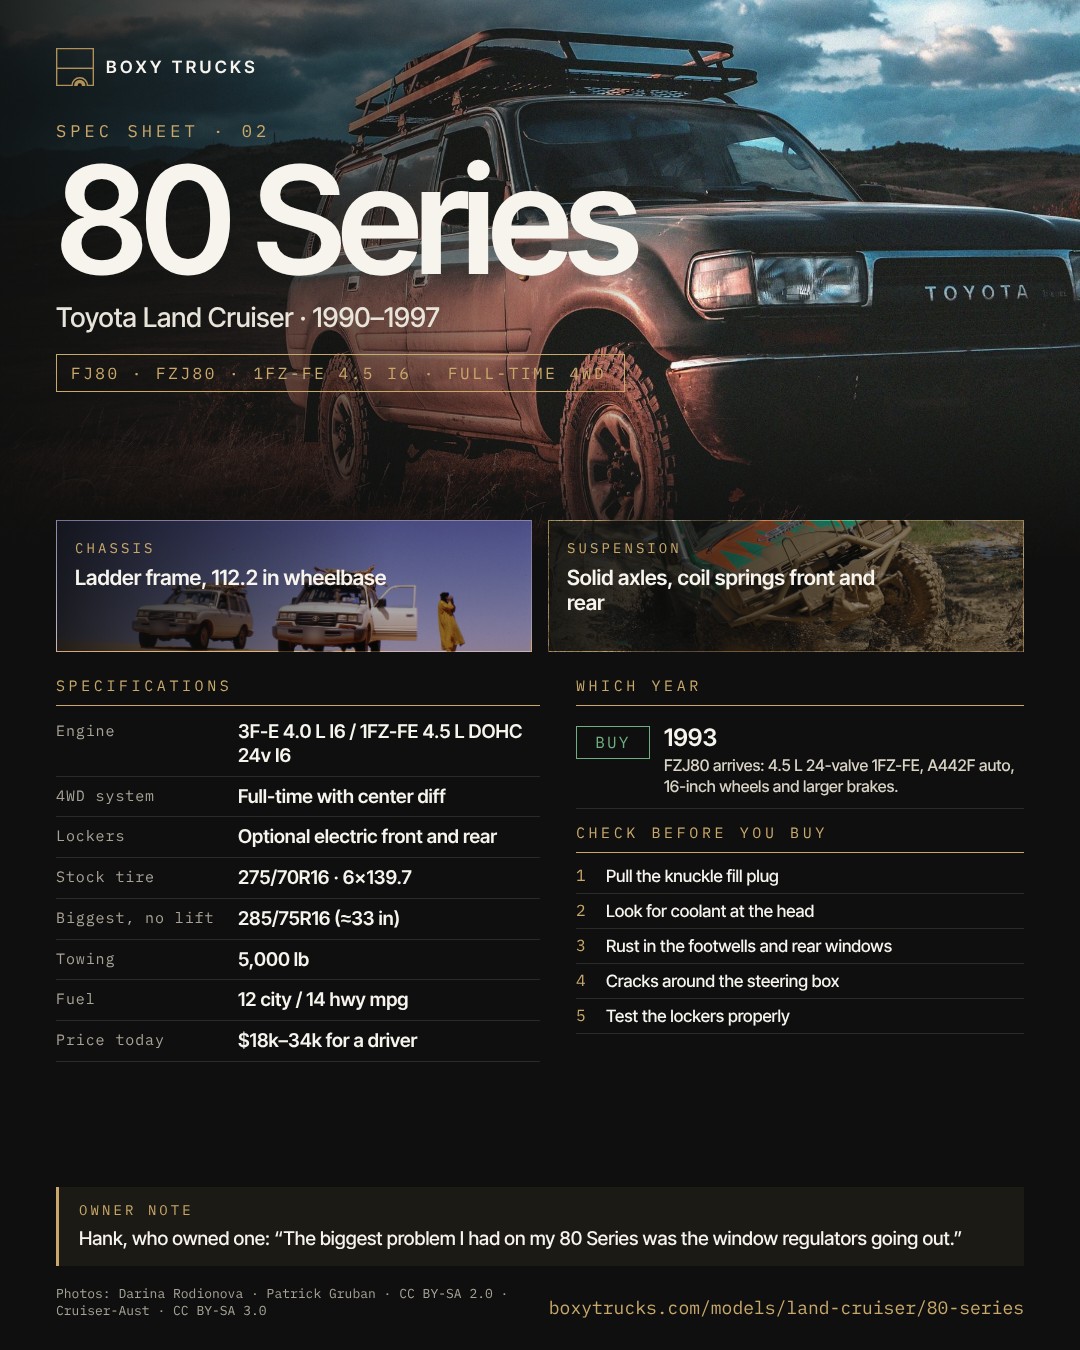 BOXY TRUCKS
SPEC SHEET · 02
80 Series
Toyota Land Cruiser · 1990–1997
FJ80 · FZJ80 · 1FZ-FE 4.5 I6 · FULL-TIME 4WD
TOYOTA
CHASSIS
Ladder frame, 112.2 in wheelbase
SUSPENSION
Solid axles, coil springs front and
rear
SPECIFICATIONS
Engine 3F-E 4.0 L I6 / 1FZ-FE 4.5 L DOHC
24v I6
4WD system Full-time with center diff
Lockers Optional electric front and rear
Stock tire 275/70R16 · 6×139.7
Biggest, no lift 285/75R16 (≈33 in)
Towing 5,000 lb
Fuel 12 city / 14 hwy mpg
Price today $18k–34k for a driver
WHICH YEAR
BUY 1993
FZJ80 arrives: 4.5 L 24-valve 1FZ-FE, A442F auto,
16-inch wheels and larger brakes.
CHECK BEFORE YOU BUY
1 Pull the knuckle fill plug
2 Look for coolant at the head
3 Rust in the footwells and rear windows
4 Cracks around the steering box
5 Test the lockers properly
OWNER NOTE
Hank, who owned one: “The biggest problem I had on my 80 Series was the window regulators going out.”
Photos: Darina Rodionova · Patrick Gruban · CC BY-SA 2.0 ·
Cruiser-Aust · CC BY-SA 3.0
boxytrucks.com/models/land-cruiser/80-series